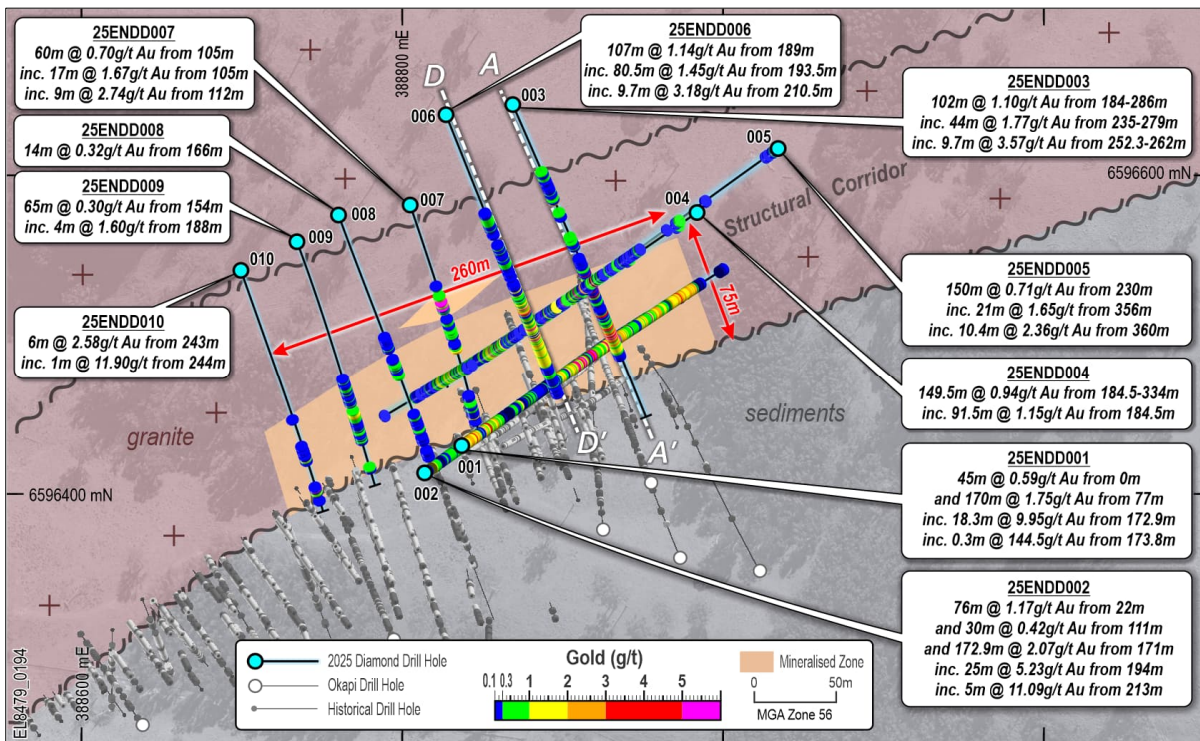 25ENDD007
60m @ 0.70g/t Au from 105m
inc. 17m @ 1.67g/t Au from 105m
inc. 9m @ 2.74g/t Au from 112m
25ENDD008
14m @ 0.32g/t Au from 166m
25ENDD009
65m @ 0.30g/t Au from 154m
inc. 4m @ 1.60g/t Au from 188m
25ENDD010
6m @ 2.58g/t Au from 243m
inc. 1m @ 11.90g/t Au from 244m
388800 mE
25ENDD006
107m @ 1.14g/t Au from 189m
inc. 80.5m @ 1.45g/t Au from 193.5m
inc. 9.7m @ 3.18g/t Au from 210.5m
25ENDD003
102m @ 1.10g/t Au from 184-286m
inc. 44m @ 1.77g/t Au from 235-279m
inc. 9.7m @ 3.57g/t Au from 252.3-262m
D
A
006
003
005
6596600 mN
004
Structural Corridor
007
008
009
010
260m
75m
25ENDD005
150m @ 0.71g/t Au from 230m
inc. 21m @ 1.65g/t Au from 356m
inc. 10.4m @ 2.36g/t Au from 360m
25ENDD004
149.5m @ 0.94g/t Au from 184.5-334m
inc. 91.5m @ 1.15g/t Au from 184.5m
granite
sediments
D'
A'
001
002
6596400 mN
25ENDD001
45m @ 0.59g/t Au from 0m
and 170m @ 1.75g/t Au from 77m
inc. 18.3m @ 9.95g/t Au from 172.9m
inc. 0.3m @ 144.5g/t Au from 173.8m
25ENDD002
76m @ 1.17g/t Au from 22m
and 30m @ 0.42g/t Au from 111m
and 172.9m @ 2.07g/t Au from 171m
inc. 25m @ 5.23g/t Au from 194m
inc. 5m @ 11.09g/t Au from 213m
EL8479_0194
388600 mE
2025 Diamond Drill Hole
Okapi Drill Hole
Historical Drill Hole
Gold (g/t)
0.1 0.3 1 2 3 4 5
Mineralised Zone
0 50m
MGA Zone 56